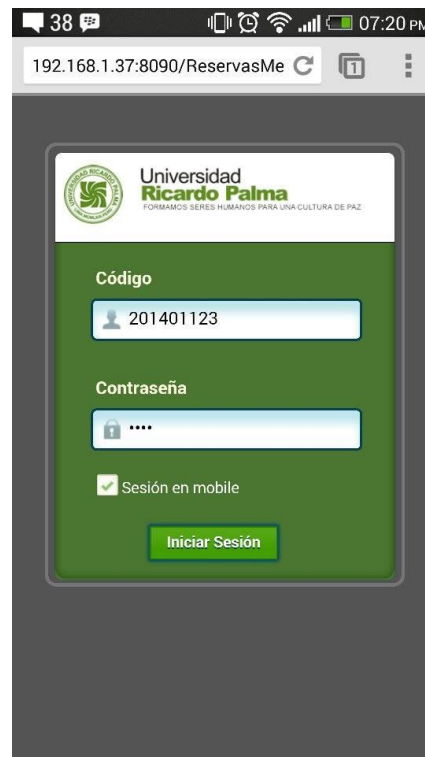 38 07:20 PM
192.168.1.37:8090/ReservasMe 1
Universidad
Ricardo Palma
FORMAMOS SERES HUMANOS PARA UNA CULTURA DE PAZ
Código
201401123
Contraseña
••••
Sesión en mobile
Iniciar Sesión